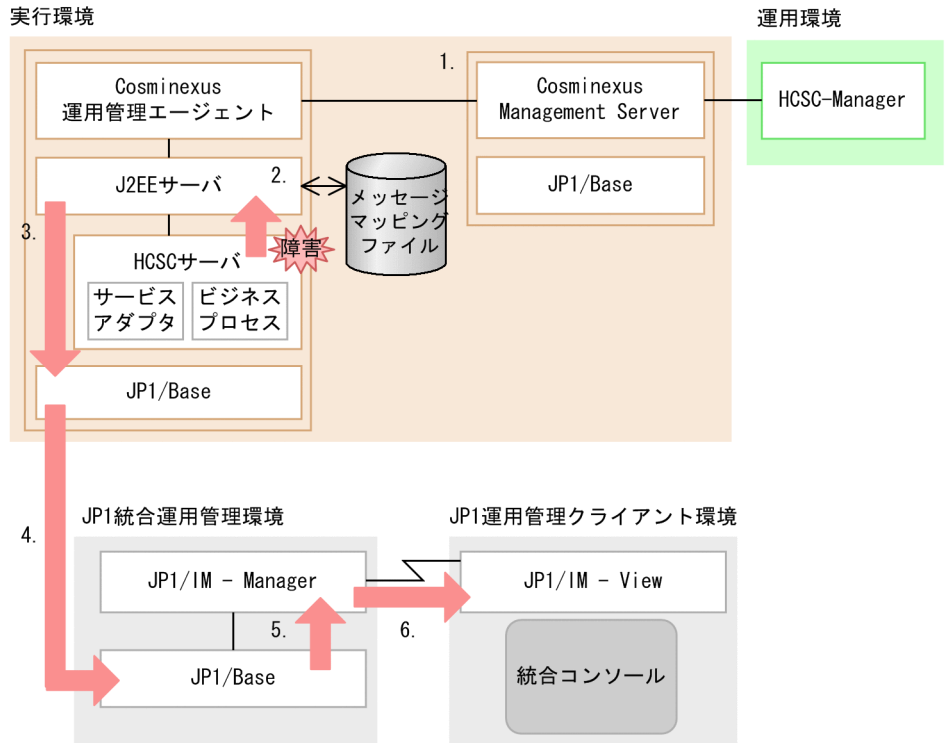 実行環境
運用環境
1.
Cosminexus
運用管理エージェント
Cosminexus
Management Server
HCSC-Manager
J2EEサーバ
2.
メッセージ
マッピング
ファイル
JP1/Base
3.
障害
HCSCサーバ
サービス
アダプタ
ビジネス
プロセス
JP1/Base
4.
JP1統合運用管理環境
JP1運用管理クライアント環境
JP1/IM - Manager
JP1/IM - View
5.
6.
JP1/Base
統合コンソール